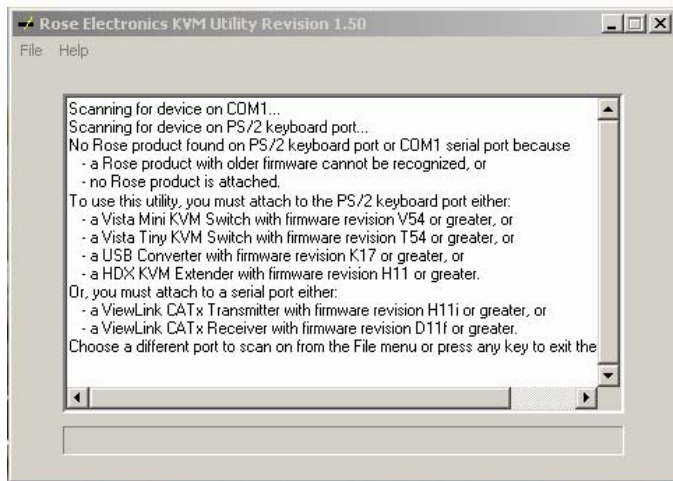 Rose Electronics KVM Utility Revision 1.50
File Help
Scanning for device on COM1...
Scanning for device on PS/2 keyboard port...
No Rose product found on PS/2 keyboard port or COM1 serial port because
- a Rose product with older firmware cannot be recognized, or
- no Rose product is attached.
To use this utility, you must attach to the PS/2 keyboard port either:
- a Vista Mini KVM Switch with firmware revision V54 or greater, or
- a Vista Tiny KVM Switch with firmware revision T54 or greater, or
- a USB Converter with firmware revision K17 or greater, or
- a HDX KVM Extender with firmware revision H11 or greater.
Or, you must attach to a serial port either:
- a ViewLink CATx Transmitter with firmware revision H11i or greater, or
- a ViewLink CATx Receiver with firmware revision D11f or greater.
Choose a different port to scan on from the File menu or press any key to exit the